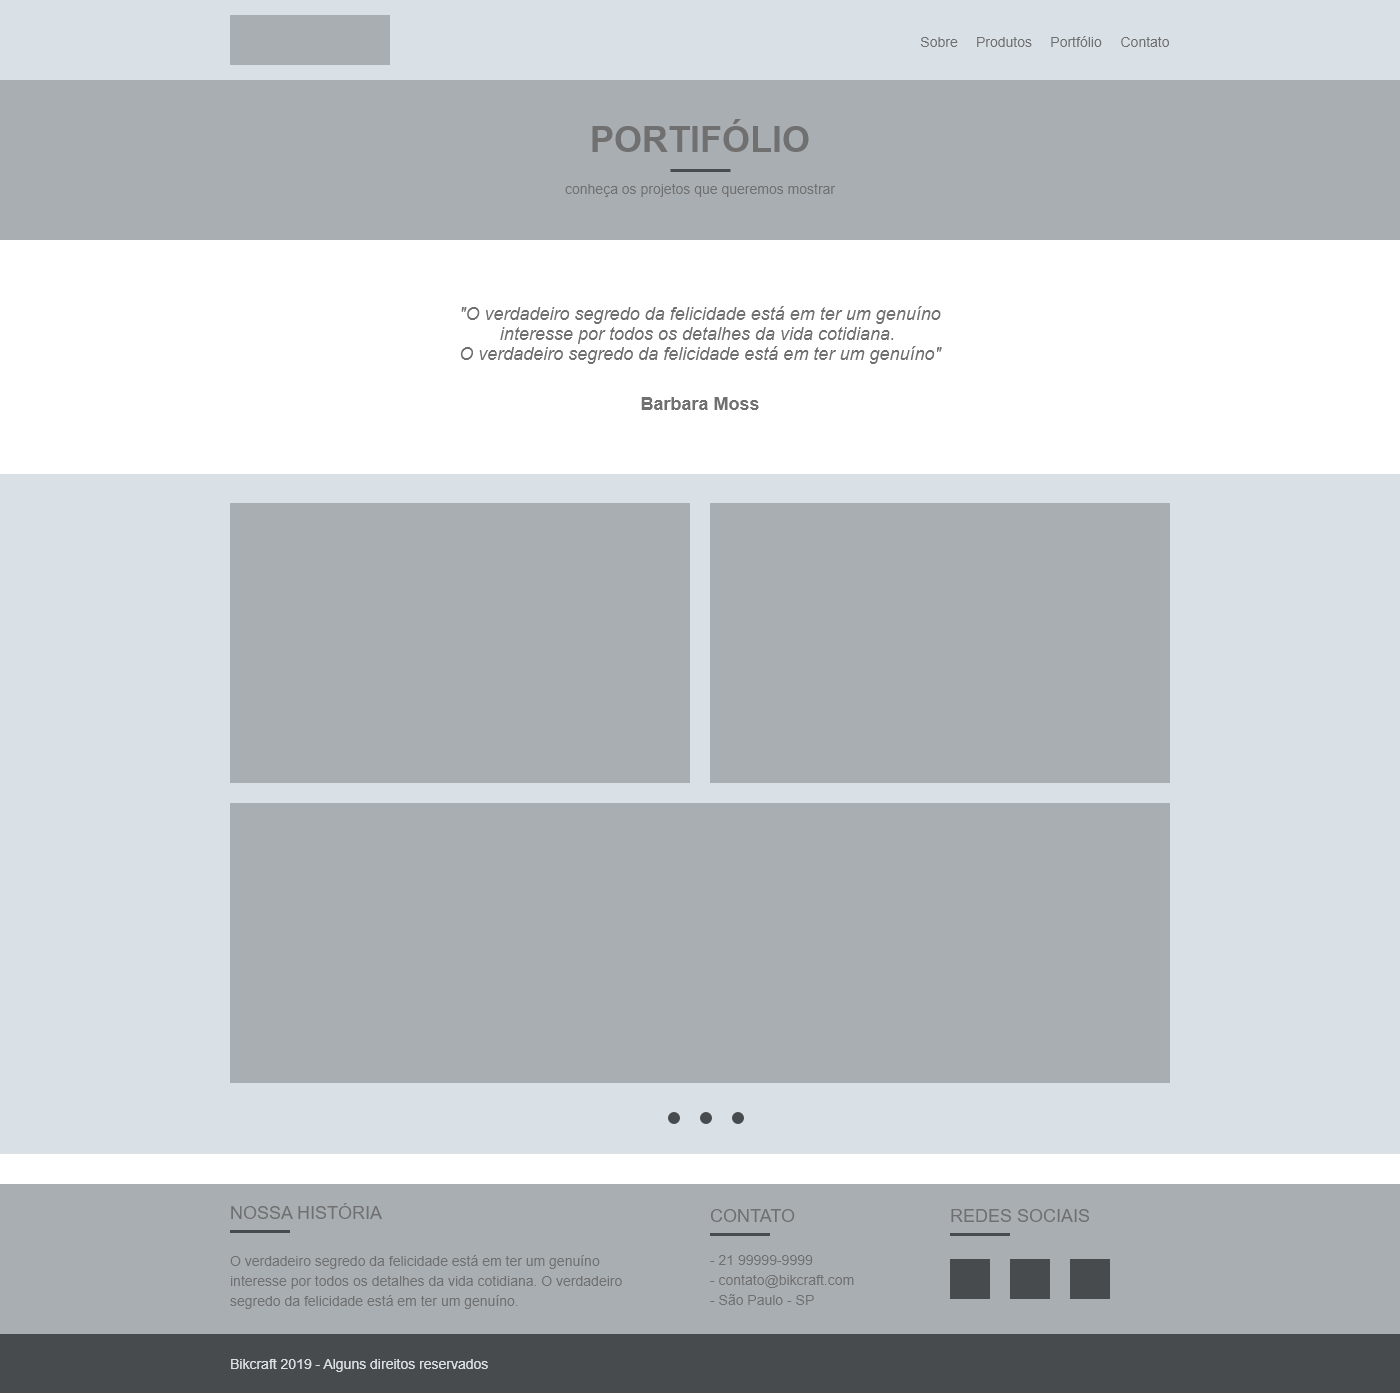 Sobre Produtos Portfólio Contato
PORTIFÓLIO
conheça os projetos que queremos mostrar
"O verdadeiro segredo da felicidade está em ter um genuíno
interesse por todos os detalhes da vida cotidiana.
O verdadeiro segredo da felicidade está em ter um genuíno"
Barbara Moss
NOSSA HISTÓRIA
O verdadeiro segredo da felicidade está em ter um genuíno
interesse por todos os detalhes da vida cotidiana. O verdadeiro
segredo da felicidade está em ter um genuíno.
CONTATO
- 21 99999-9999
- contato@bikcraft.com
- São Paulo - SP
REDES SOCIAIS
Bikcraft 2019 - Alguns direitos reservados